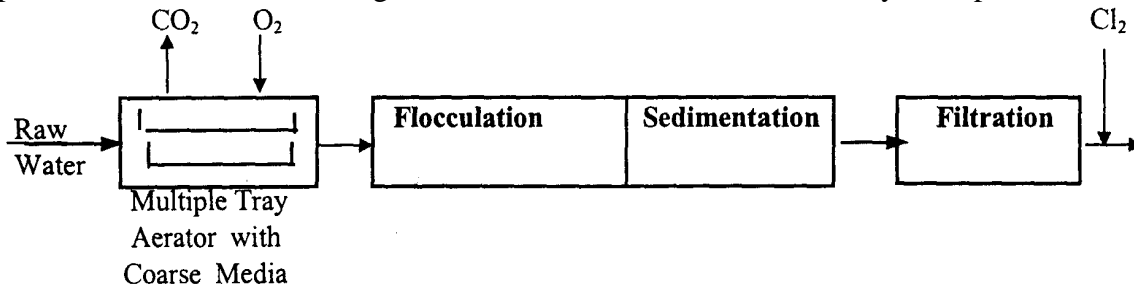 CO₂ O₂ Cl₂
Raw
Water
Flocculation Sedimentation Filtration
Multiple Tray
Aerator with
Coarse Media